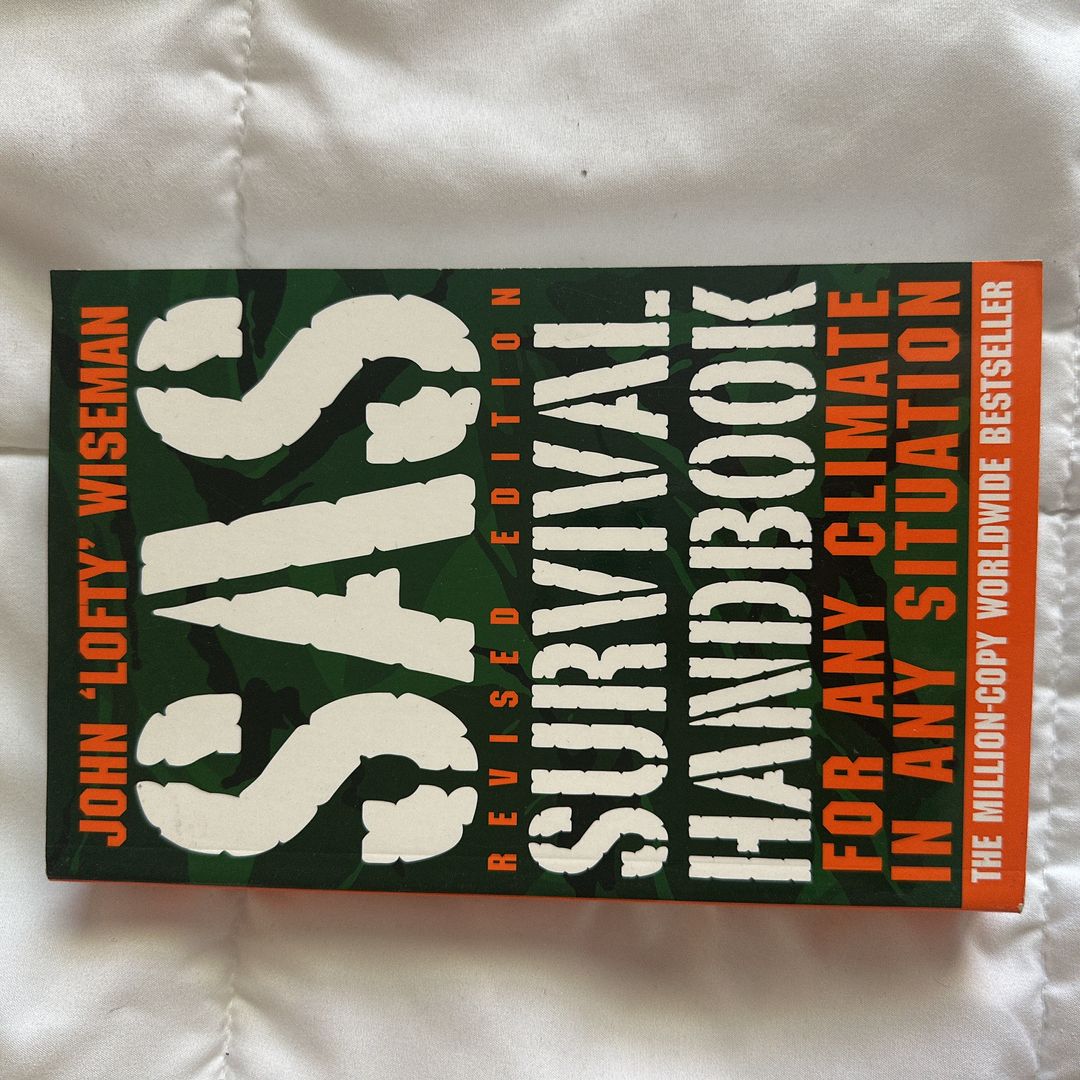 JOHN ‘LOFTY’ WISEMAN
SAS
REVISED EDITION
SURVIVAL
HANDBOOK
FOR ANY CLIMATE
IN ANY SITUATION
THE MILLION-COPY WORLDWIDE BESTSELLER